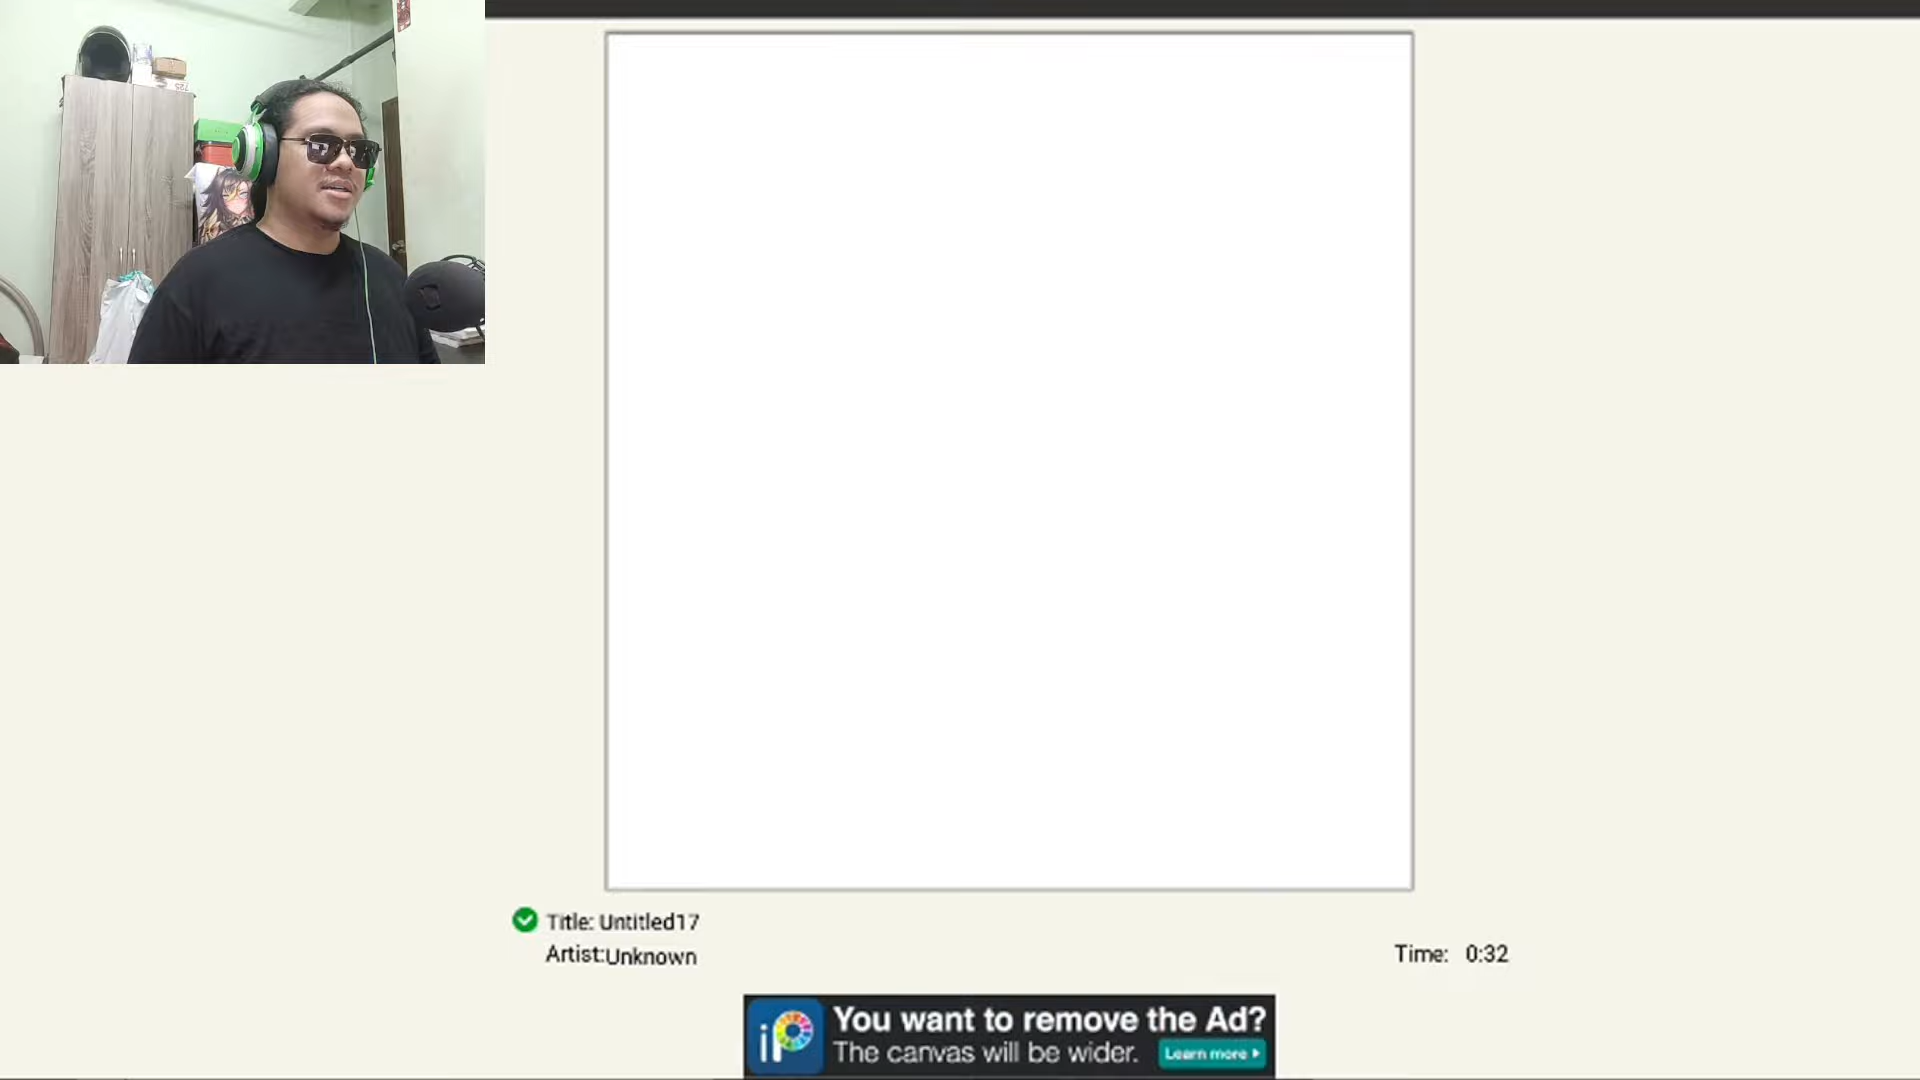 Title: Untitled17
Artist:Unknown
Time: 0:32
iP
You want to remove the Ad?
The canvas will be wider.
Learn more